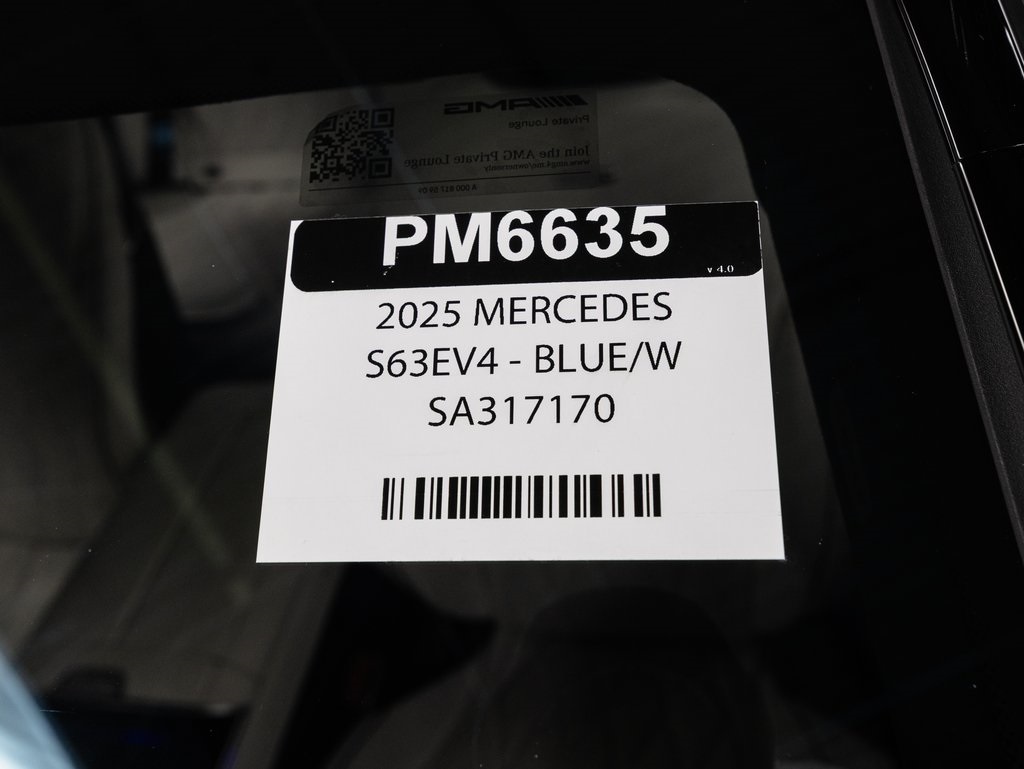 AMG
Private Lounge
Join the AMG Private Lounge
PM6635
v 4.0
2025 MERCEDES
S63EV4 - BLUE/W
SA317170